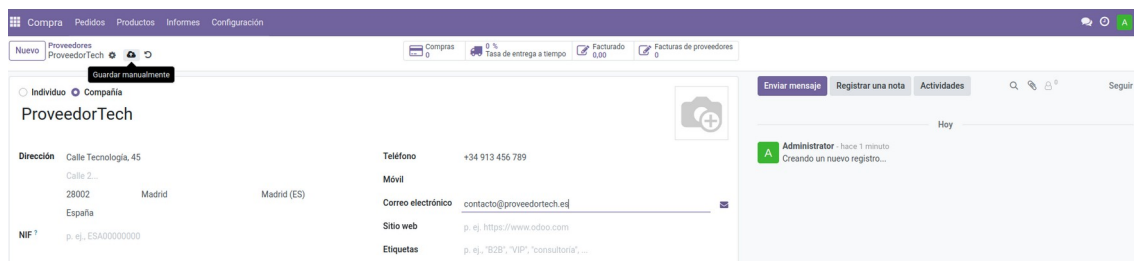 Compra Pedidos Productos Informes Configuración A
Nuevo Proveedores
ProveedorTech
Compras
0
0 %
Tasa de entrega a tiempo
Facturado
0,00
Facturas de proveedores
0
Guardar manualmente
Individuo Compañía
ProveedorTech
Dirección Calle Tecnología, 45
Calle 2...
28002 Madrid Madrid (ES)
España
NIF ? p. ej., ESA00000000
Teléfono +34 913 456 789
Móvil
Correo electrónico contacto@proveedortech.es
Sitio web p. ej. https://www.odoo.com
Etiquetas p. ej., "B2B", "VIP", "consultoría", ...
Enviar mensaje Registrar una nota Actividades 0 Seguir
Hoy
A Administrator - hace 1 minuto
Creando un nuevo registro...